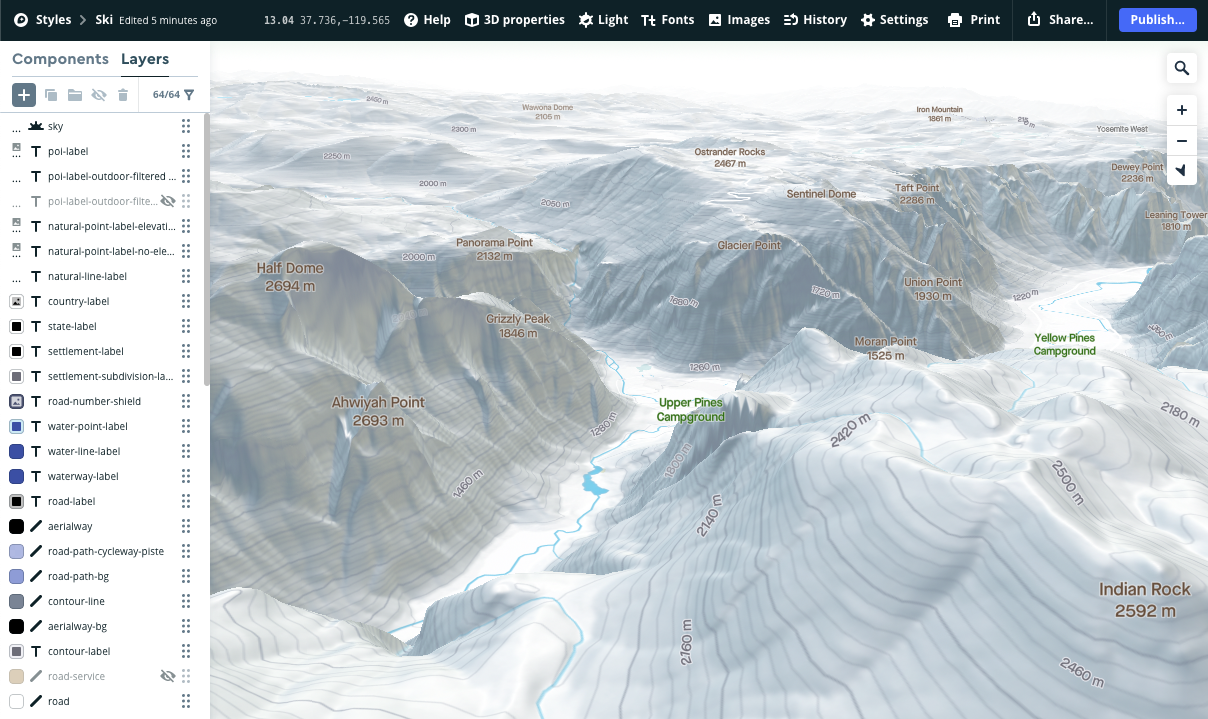 Styles
Ski
Edited 5 minutes ago
13.04 37.736,−119.565
Help
3D properties
Light
Fonts
Images
History
Settings
Print
Share...
Publish...
Components
Layers
64/64
sky
poi-label
poi-label-outdoor-filtered ...
poi-label-outdoor-filte...
natural-point-label-elevati...
natural-point-label-no-ele...
natural-line-label
country-label
state-label
settlement-label
settlement-subdivision-la...
road-number-shield
water-point-label
water-line-label
waterway-label
road-label
aerialway
road-path-cycleway-piste
road-path-bg
contour-line
aerialway-bg
contour-label
road-service
road
2450 m
Wawona Dome
2105 m
Iron Mountain
1861 m
2300 m
Yosemite West
2250 m
Ostrander Rocks
2467 m
Dewey Point
2236 m
2000 m
2050 m
Sentinel Dome
Taft Point
2286 m
Leaning Tower
1810 m
Panorama Point
2132 m
2000 m
Glacier Point
Half Dome
2694 m
Union Point
1930 m
1680 m
1720 m
1220 m
Grizzly Peak
1846 m
Moran Point
1525 m
Yellow Pines
Campground
1260 m
Ahwiyah Point
2693 m
Upper Pines
Campground
1280 m
2420 m
2180 m
1800 m
1460 m
2500 m
2140 m
Indian Rock
2592 m
2160 m
2460 m